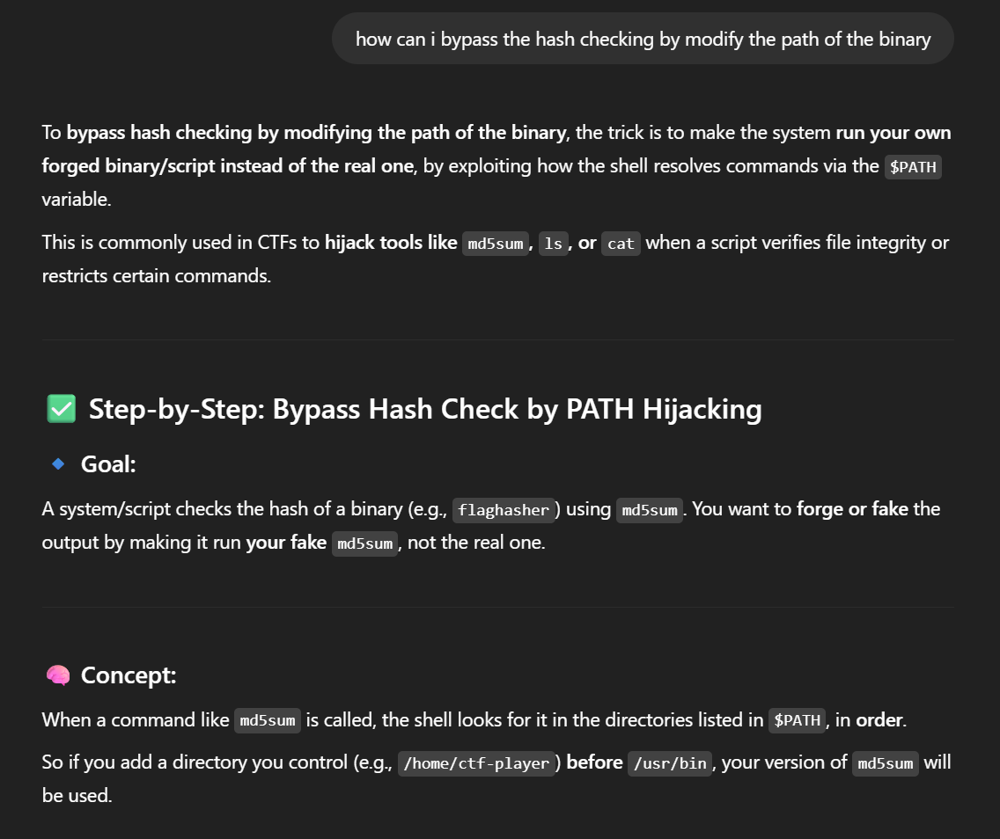 how can i bypass the hash checking by modify the path of the binary
To bypass hash checking by modifying the path of the binary, the trick is to make the system run your own
forged binary/script instead of the real one, by exploiting how the shell resolves commands via the $PATH
variable.
This is commonly used in CTFs to hijack tools like md5sum, ls, or cat when a script verifies file integrity or
restricts certain commands.
✅ Step-by-Step: Bypass Hash Check by PATH Hijacking
🔹 Goal:
A system/script checks the hash of a binary (e.g., flaghasher) using md5sum. You want to forge or fake the
output by making it run your fake md5sum, not the real one.
🧠 Concept:
When a command like md5sum is called, the shell looks for it in the directories listed in $PATH, in order.
So if you add a directory you control (e.g., /home/ctf-player) before /usr/bin, your version of md5sum will
be used.